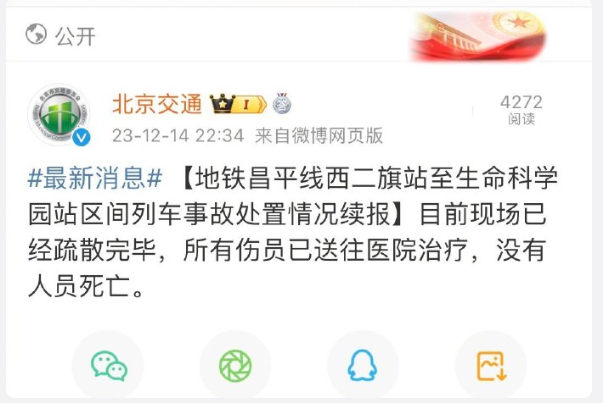 公开
北京交通 I
4272
23-12-14 22:34 来自微博网页版
阅读
#最新消息# 【地铁昌平线西二旗站至生命科学
园站区间列车事故处置情况续报】目前现场已
经疏散完毕，所有伤员已送往医院治疗，没有
人员死亡。